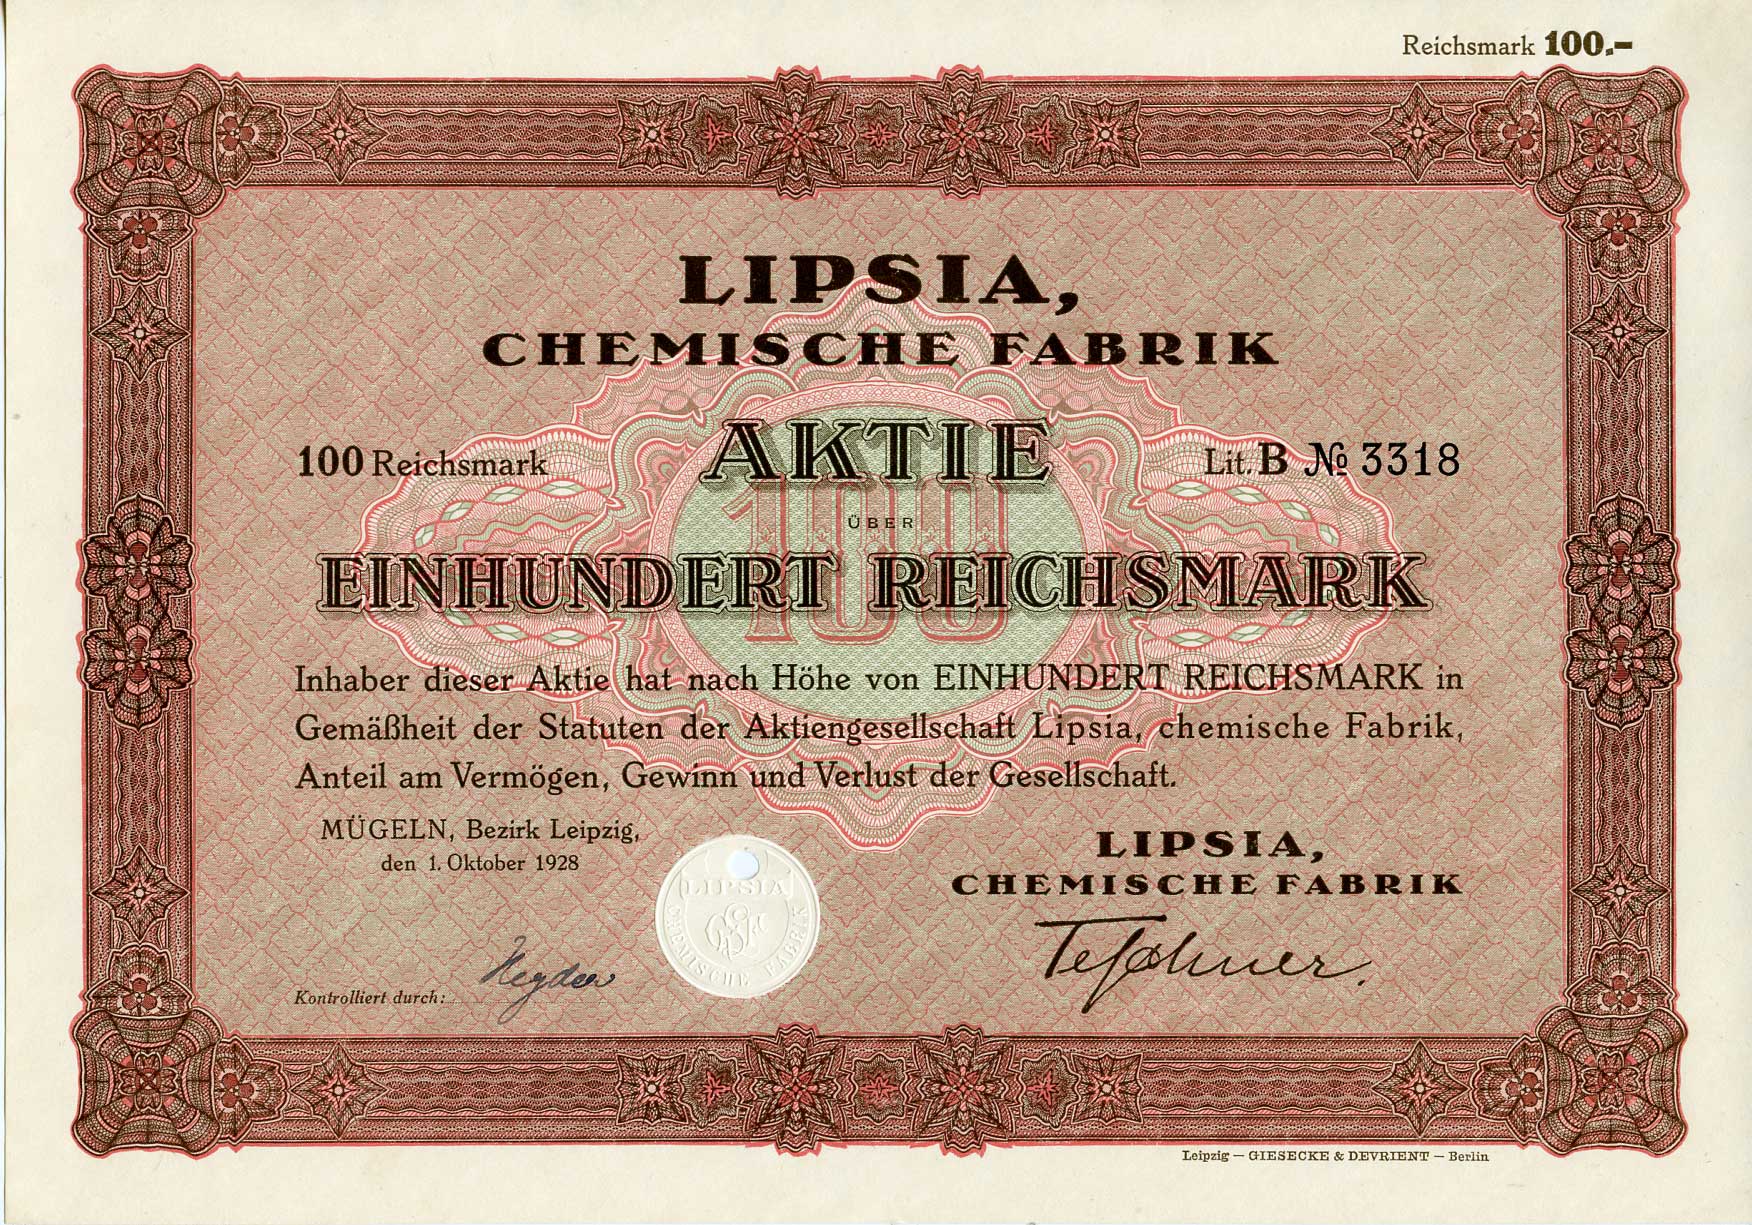 Reichsmark 100.-
LIPSIA,
CHEMISCHE FABRIK
100 Reichsmark
AKTIE
Lit. B № 3318
100
ÜBER
EINHUNDERT REICHSMARK
Inhaber dieser Aktie hat nach Höhe von EINHUNDERT REICHSMARK in
Gemäßheit der Statuten der Aktiengesellschaft Lipsia, chemische Fabrik,
Anteil am Vermögen, Gewinn und Verlust der Gesellschaft.
MÜGELN, Bezirk Leipzig,
den 1. Oktober 1928
LIPSIA,
CHEMISCHE FABRIK
LIPSIA
CHEMISCHE FABRIK
Kontrolliert durch:
Leipzig — GIESECKE & DEVRIENT — Berlin